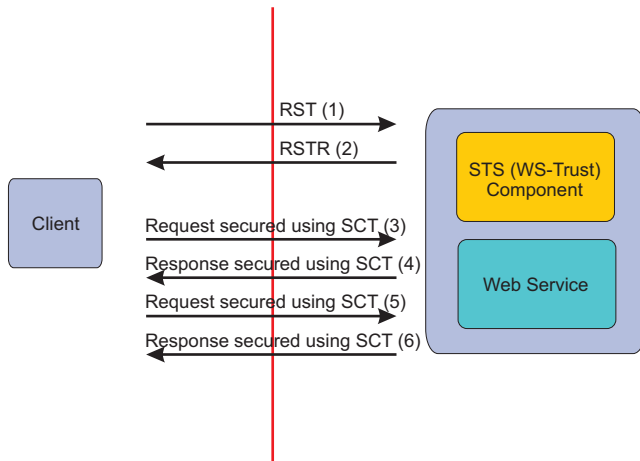 RST (1)
RSTR (2)
STS (WS-Trust)
Component
Client
Request secured using SCT (3)
Response secured using SCT (4)
Web Service
Request secured using SCT (5)
Response secured using SCT (6)